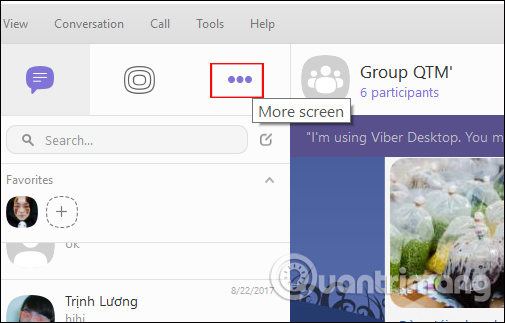 View Conversation Call Tools Help
Group QTM'
6 participants
More screen
Search...
"I'm using Viber Desktop. You m
Favorites
ok
8/22/2017
Trịnh Lương
hihi
Quantrimang